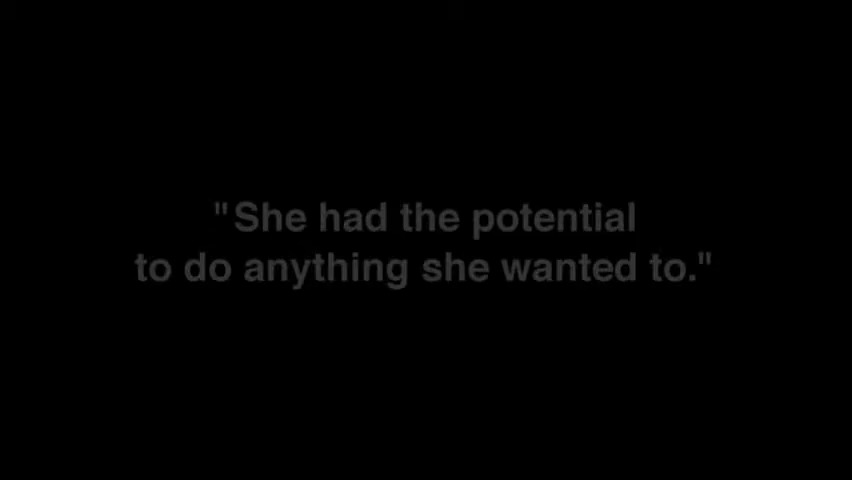 "She had the potential
to do anything she wanted to."